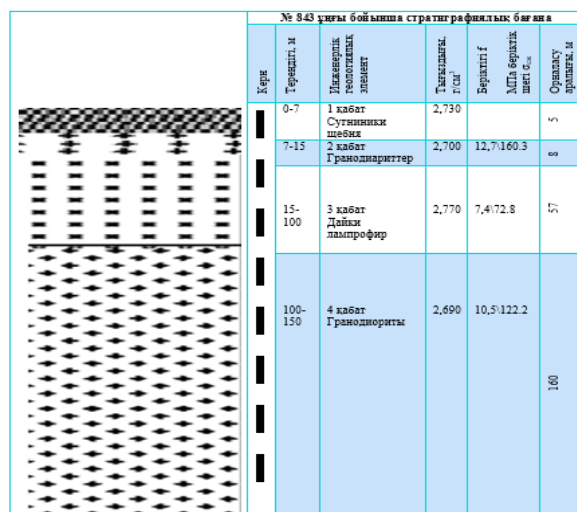 № 843 ұңғы бойынша стратиграфиялық бағана
Керн
Тереңдігі, м
Инженерлік
геологиялық
элемент
Тығыздығы,
г/см³
Беріктігі f
МПа беріктік
шегі σсж
Орналасу
аралығы, м
0-7
1 қабат
Сутниники
щебня
2,730
5
7-15
2 қабат
Гранодиариттер
2,700
12,7\160.3
8
15-
100
3 қабат
Дайки
лампрофир
2,770
7,4\72.8
57
100-
150
4 қабат
Гранодиориты
2,690
10,5\122.2
160